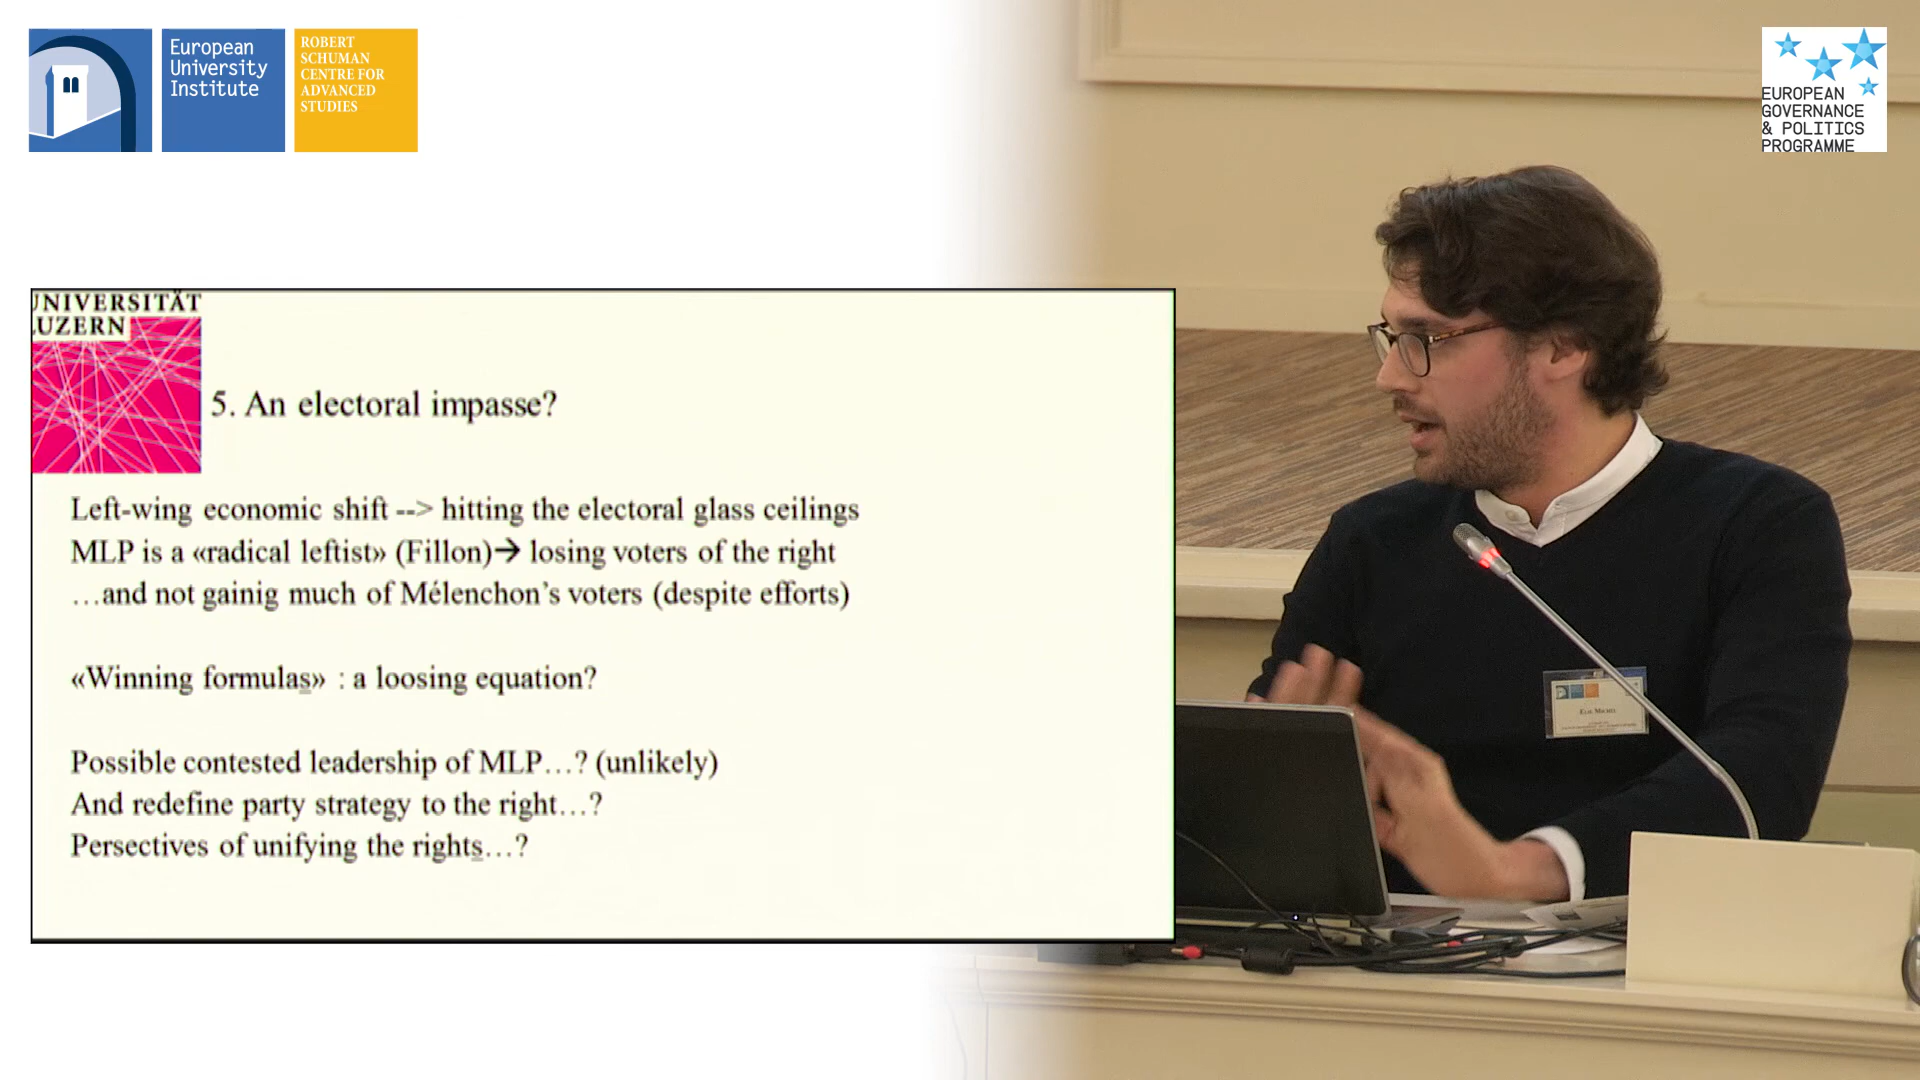 European
University
Institute
ROBERT
SCHUMAN
CENTRE FOR
ADVANCED
STUDIES
EUROPEAN
GOVERNANCE
& POLITICS
PROGRAMME
UNIVERSITÄT
LUZERN
5. An electoral impasse?
Left-wing economic shift --> hitting the electoral glass ceilings
MLP is a «radical leftist» (Fillon)→ losing voters of the right
…and not gainig much of Mélenchon’s voters (despite efforts)
«Winning formulas» : a loosing equation?
Possible contested leadership of MLP…? (unlikely)
And redefine party strategy to the right…?
Persectives of unifying the rights…?